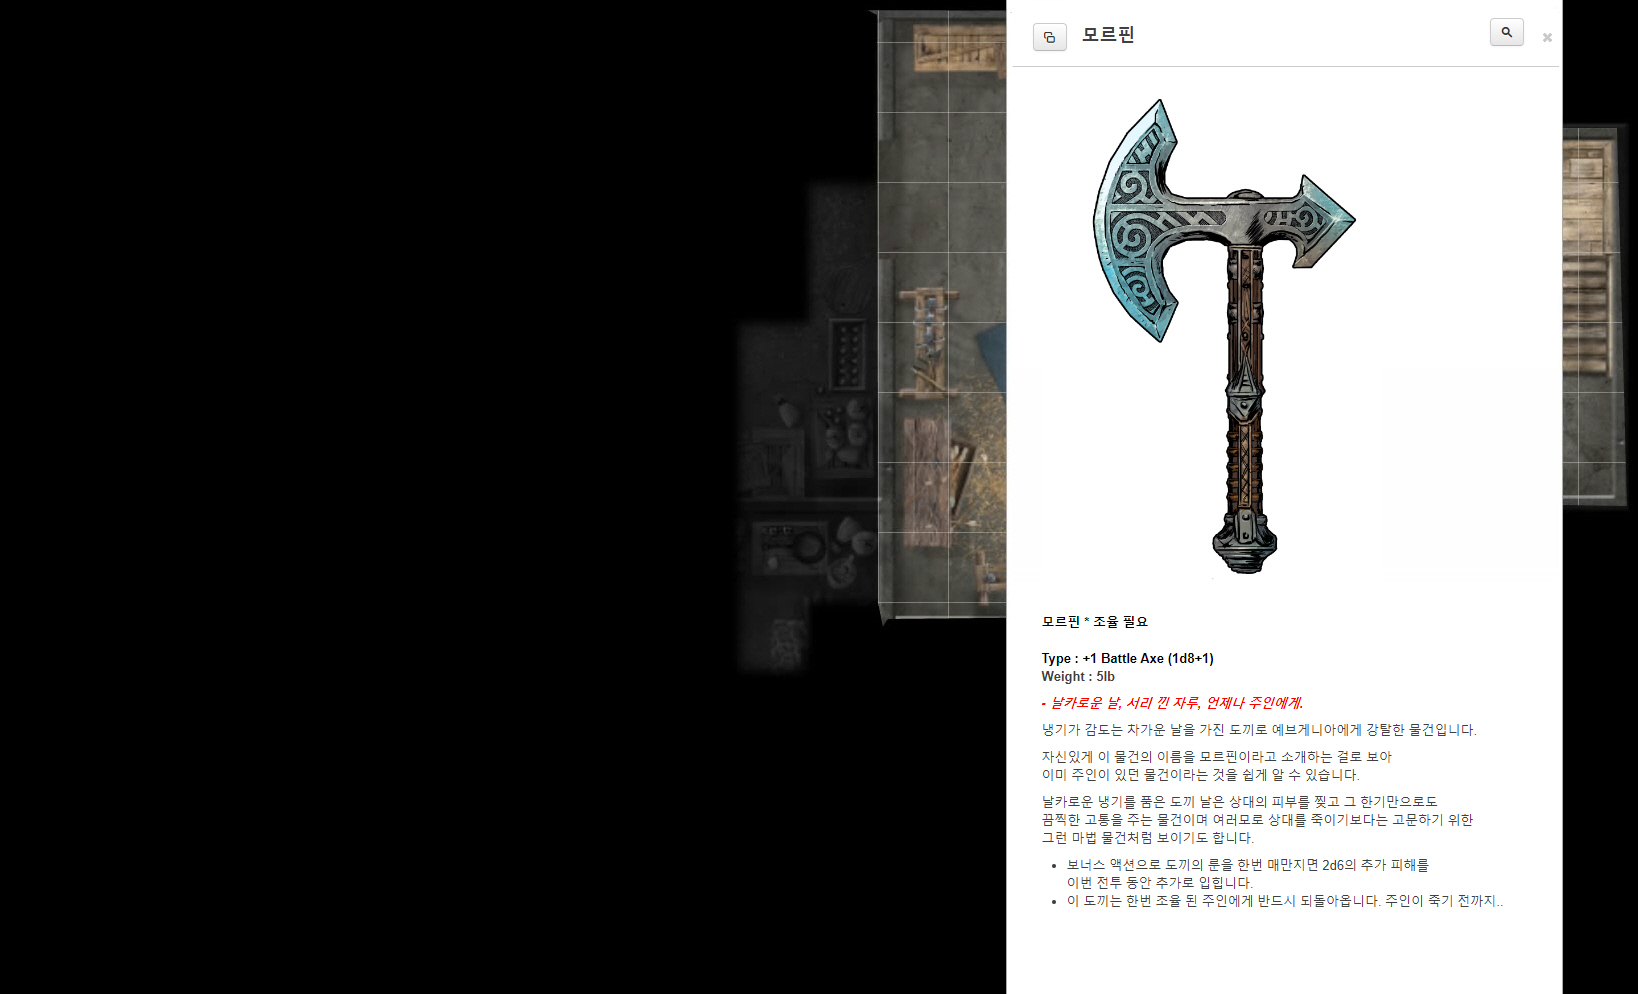 모르핀
모르핀 * 조율 필요
Type : +1 Battle Axe (1d8+1)
Weight : 5lb
- 날카로운 날, 서리 낀 자루, 언제나 주인에게.
냉기가 감도는 차가운 날을 가진 도끼로 예브게니아에게 강탈한 물건입니다.
자신있게 이 물건의 이름을 모르핀이라고 소개하는 걸로 보아
이미 주인이 있던 물건이라는 것을 쉽게 알 수 있습니다.
날카로운 냉기를 품은 도끼 날은 상대의 피부를 찢고 그 한기만으로도
끔찍한 고통을 주는 물건이며 여러모로 상대를 죽이기보다는 고문하기 위한
그런 마법 물건처럼 보이기도 합니다.
• 보너스 액션으로 도끼의 룬을 한번 매만지면 2d6의 추가 피해를
이번 전투 동안 추가로 입힙니다.
• 이 도끼는 한번 조율 된 주인에게 반드시 되돌아옵니다. 주인이 죽기 전까지..